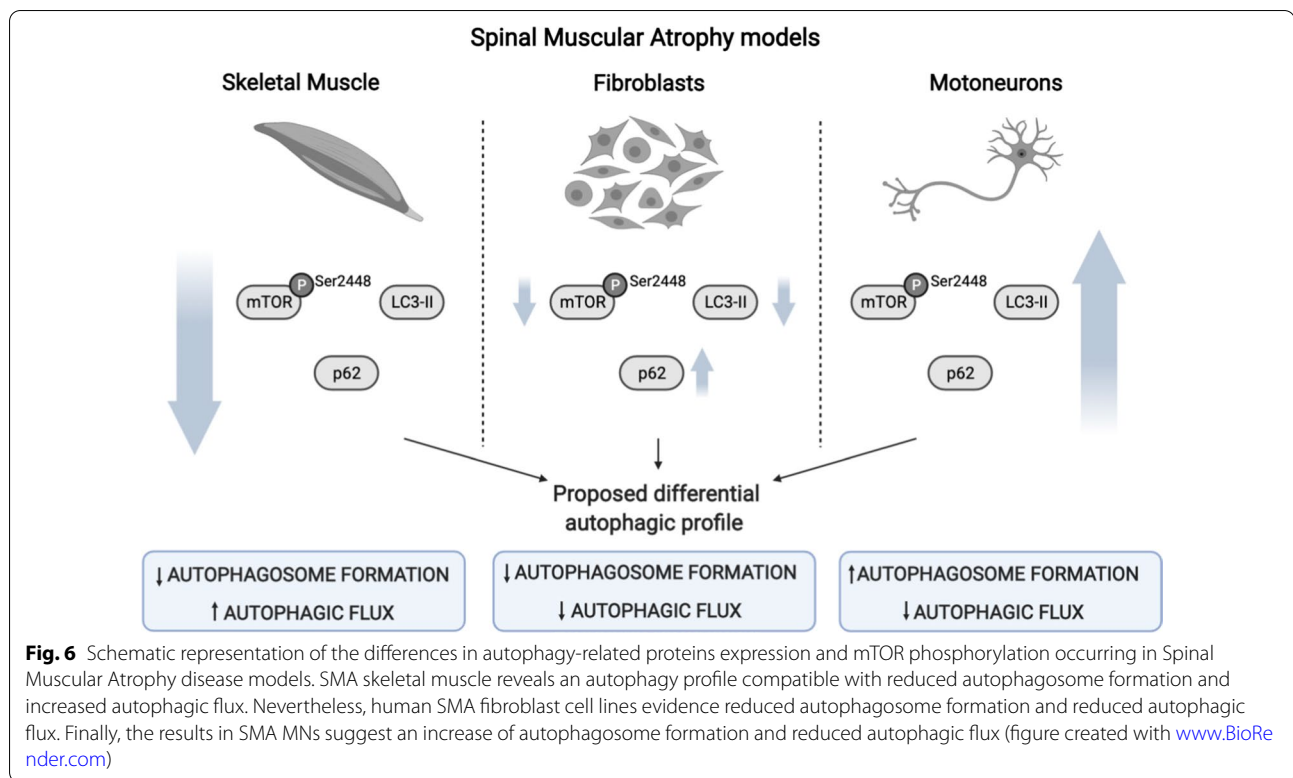 Spinal Muscular Atrophy models
Skeletal Muscle
Fibroblasts
Motoneurons
P Ser2448
mTOR
LC3-II
p62
P Ser2448
mTOR
LC3-II
p62
P Ser2448
mTOR
LC3-II
p62
Proposed differential
autophagic profile
↓ AUTOPHAGOSOME FORMATION
↑ AUTOPHAGIC FLUX
↓ AUTOPHAGOSOME FORMATION
↓ AUTOPHAGIC FLUX
↑ AUTOPHAGOSOME FORMATION
↓ AUTOPHAGIC FLUX
Fig. 6 Schematic representation of the differences in autophagy-related proteins expression and mTOR phosphorylation occurring in Spinal
Muscular Atrophy disease models. SMA skeletal muscle reveals an autophagy profile compatible with reduced autophagosome formation and
increased autophagic flux. Nevertheless, human SMA fibroblast cell lines evidence reduced autophagosome formation and reduced autophagic
flux. Finally, the results in SMA MNs suggest an increase of autophagosome formation and reduced autophagic flux (figure created with www.BioRe
nder.com)